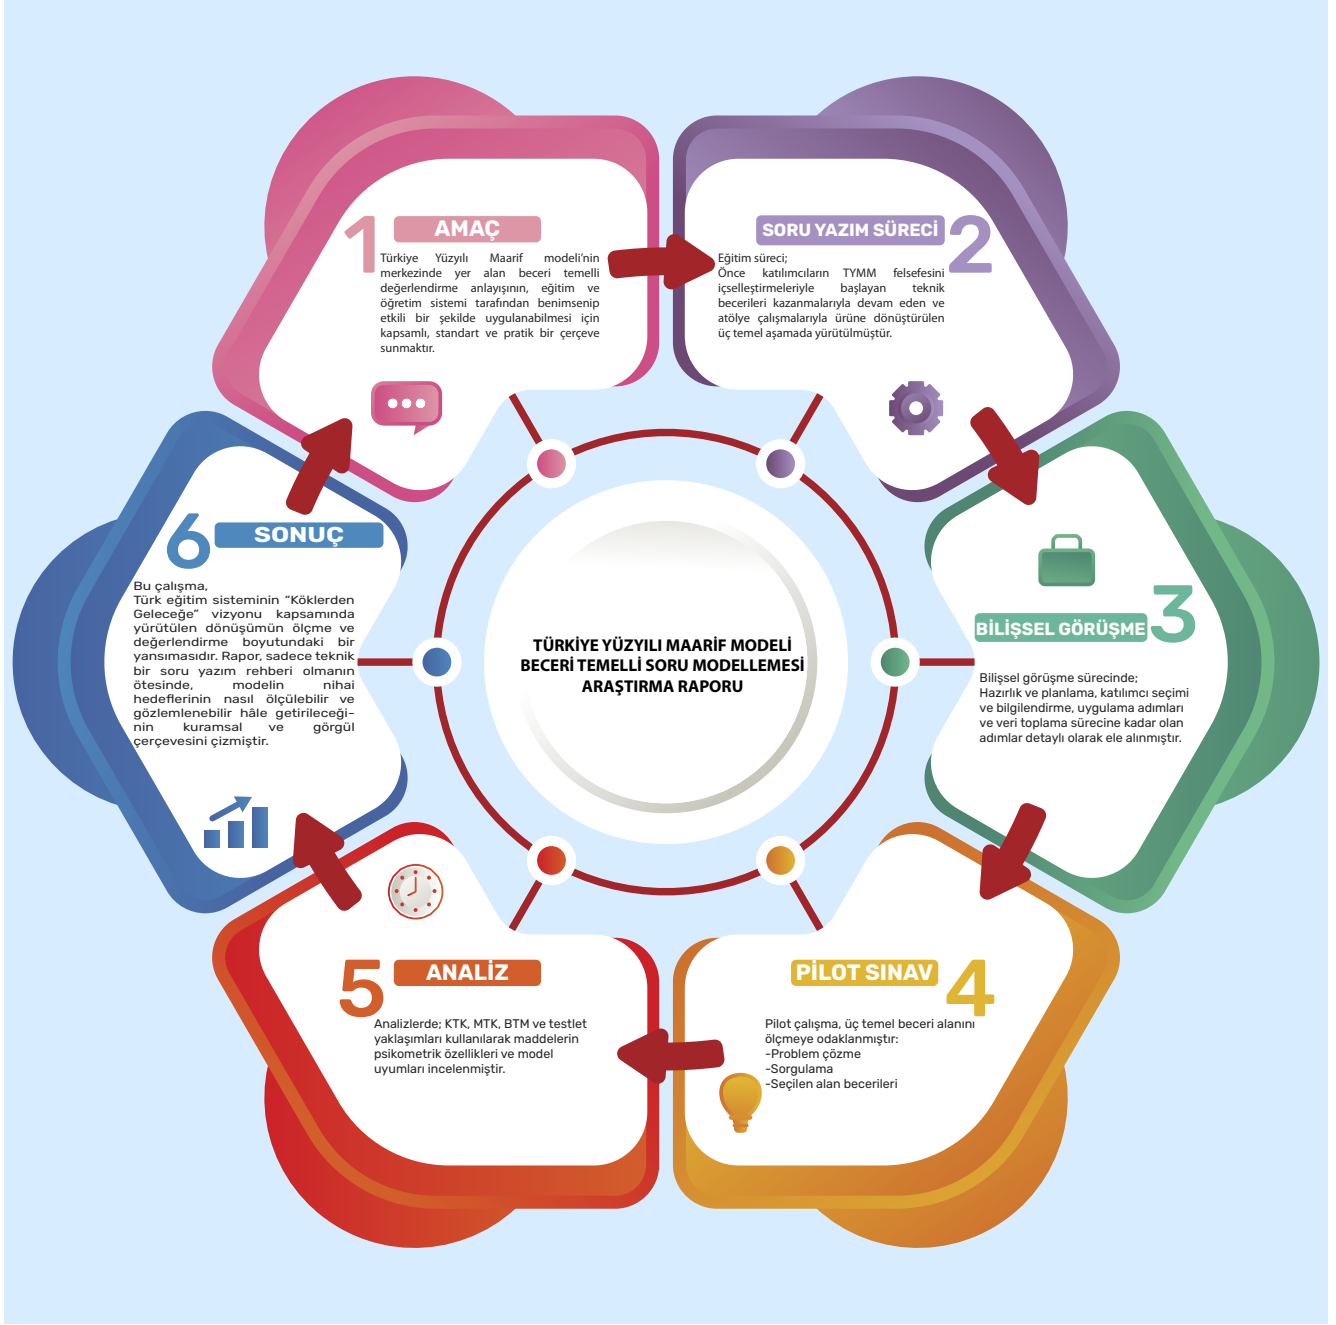 1
AMAÇ
Türkiye Yüzyılı Maarif modeli’nin
merkezinde yer alan beceri temelli
değerlendirme anlayışının, eğitim ve
öğretim sistemi tarafından benimsenip
etkili bir şekilde uygulanabilmesi için
kapsamlı, standart ve pratik bir çerçeve
sunmaktır.
SORU YAZIM SÜRECİ
2
Eğitim süreci;
Önce katılımcıların TYMM felsefesini
içselleştirmeleriyle başlayan teknik
becerileri kazanmalarıyla devam eden ve
atölye çalışmalarıyla ürüne dönüştürülen
üç temel aşamada yürütülmüştür.
BİLİŞSEL GÖRÜŞME
3
Bilişsel görüşme sürecinde;
Hazırlık ve planlama, katılımcı seçimi
ve bilgilendirme, uygulama adımları
ve veri toplama sürecine kadar olan
adımlar detaylı olarak ele alınmıştır.
PİLOT SINAV
4
Pilot çalışma, üç temel beceri alanını
ölçmeye odaklanmıştır:
-Problem çözme
-Sorgulama
-Seçilen alan becerileri
5
ANALİZ
Analizlerde; KTK, MTK, BTM ve testlet
yaklaşımları kullanılarak maddelerin
psikometrik özellikleri ve model
uyumları incelenmiştir.
6
SONUÇ
Bu çalışma,
Türk eğitim sisteminin “Köklerden
Geleceğe” vizyonu kapsamında
yürütülen dönüşümün ölçme ve
değerlendirme boyutundaki bir
yansımasıdır. Rapor, sadece teknik
bir soru yazım rehberi olmanın
ötesinde, modelin nihai
hedeflerinin nasıl ölçülebilir ve
gözlemlenebilir hâle getirileceği-
nin kuramsal ve görgül
çerçevesini çizmiştir.
TÜRKİYE YÜZYILI MAARİF MODELİ
BECERİ TEMELLİ SORU MODELLEMESİ
ARAŞTIRMA RAPORU